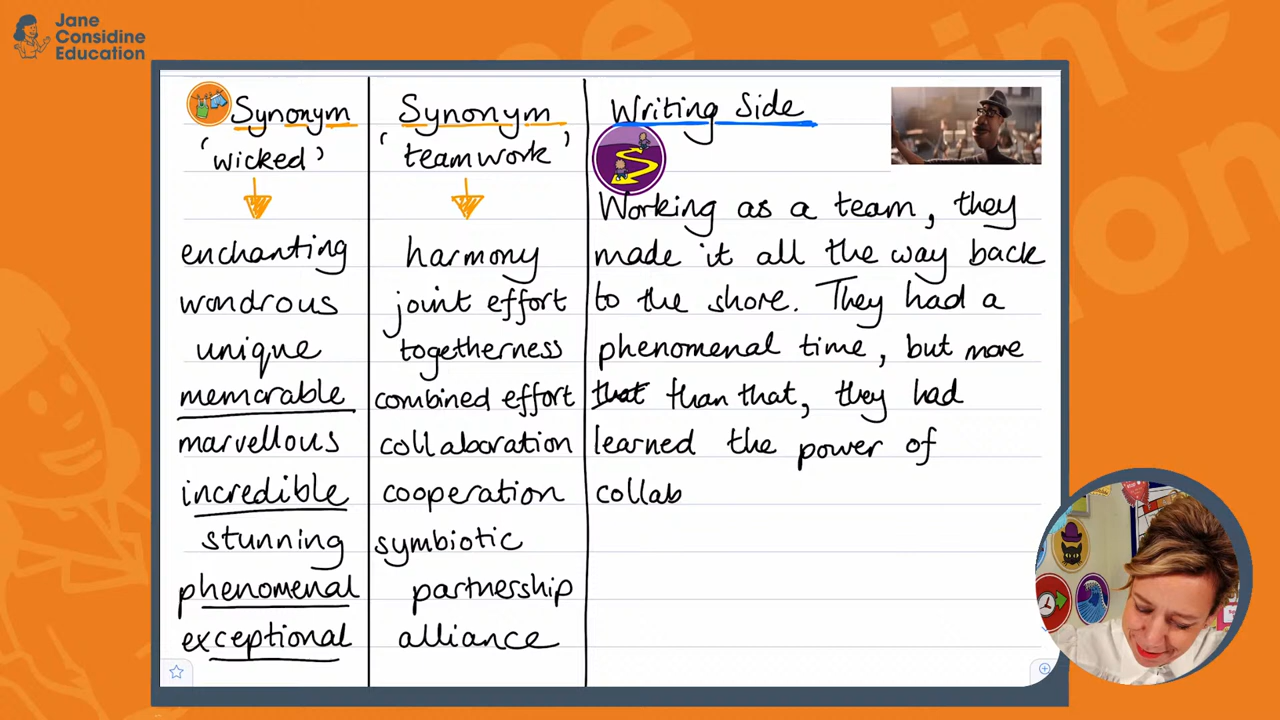 Jane
Considine
Education
Synonym
'wicked'
enchanting
wondrous
unique
memorable
marvellous
incredible
stunning
phenomenal
exceptional
Synonym
'teamwork'
harmony
joint effort
togetherness
combined effort
collaboration
cooperation
symbiotic
partnership
alliance
Writing Side
Working as a team, they
made it all the way back
to the shore. They had a
phenomenal time, but more
that than that, they had
learned the power of
collab